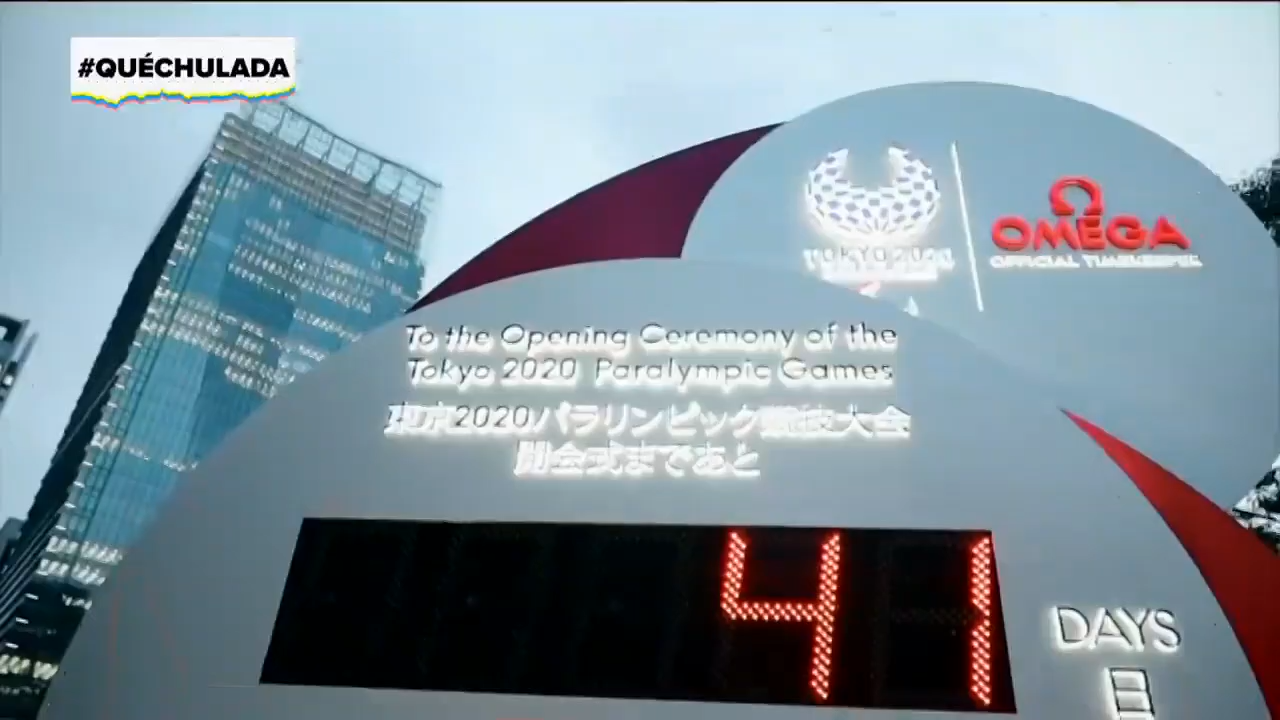 #QUÉCHULADA
TOKYO 2020
OMEGA
OFFICIAL TIMEKEEPER
To the Opening Ceremony of the
Tokyo 2020 Paralympic Games
東京2020パラリンピック競技大会
開会式まであと
41
DAYS
日